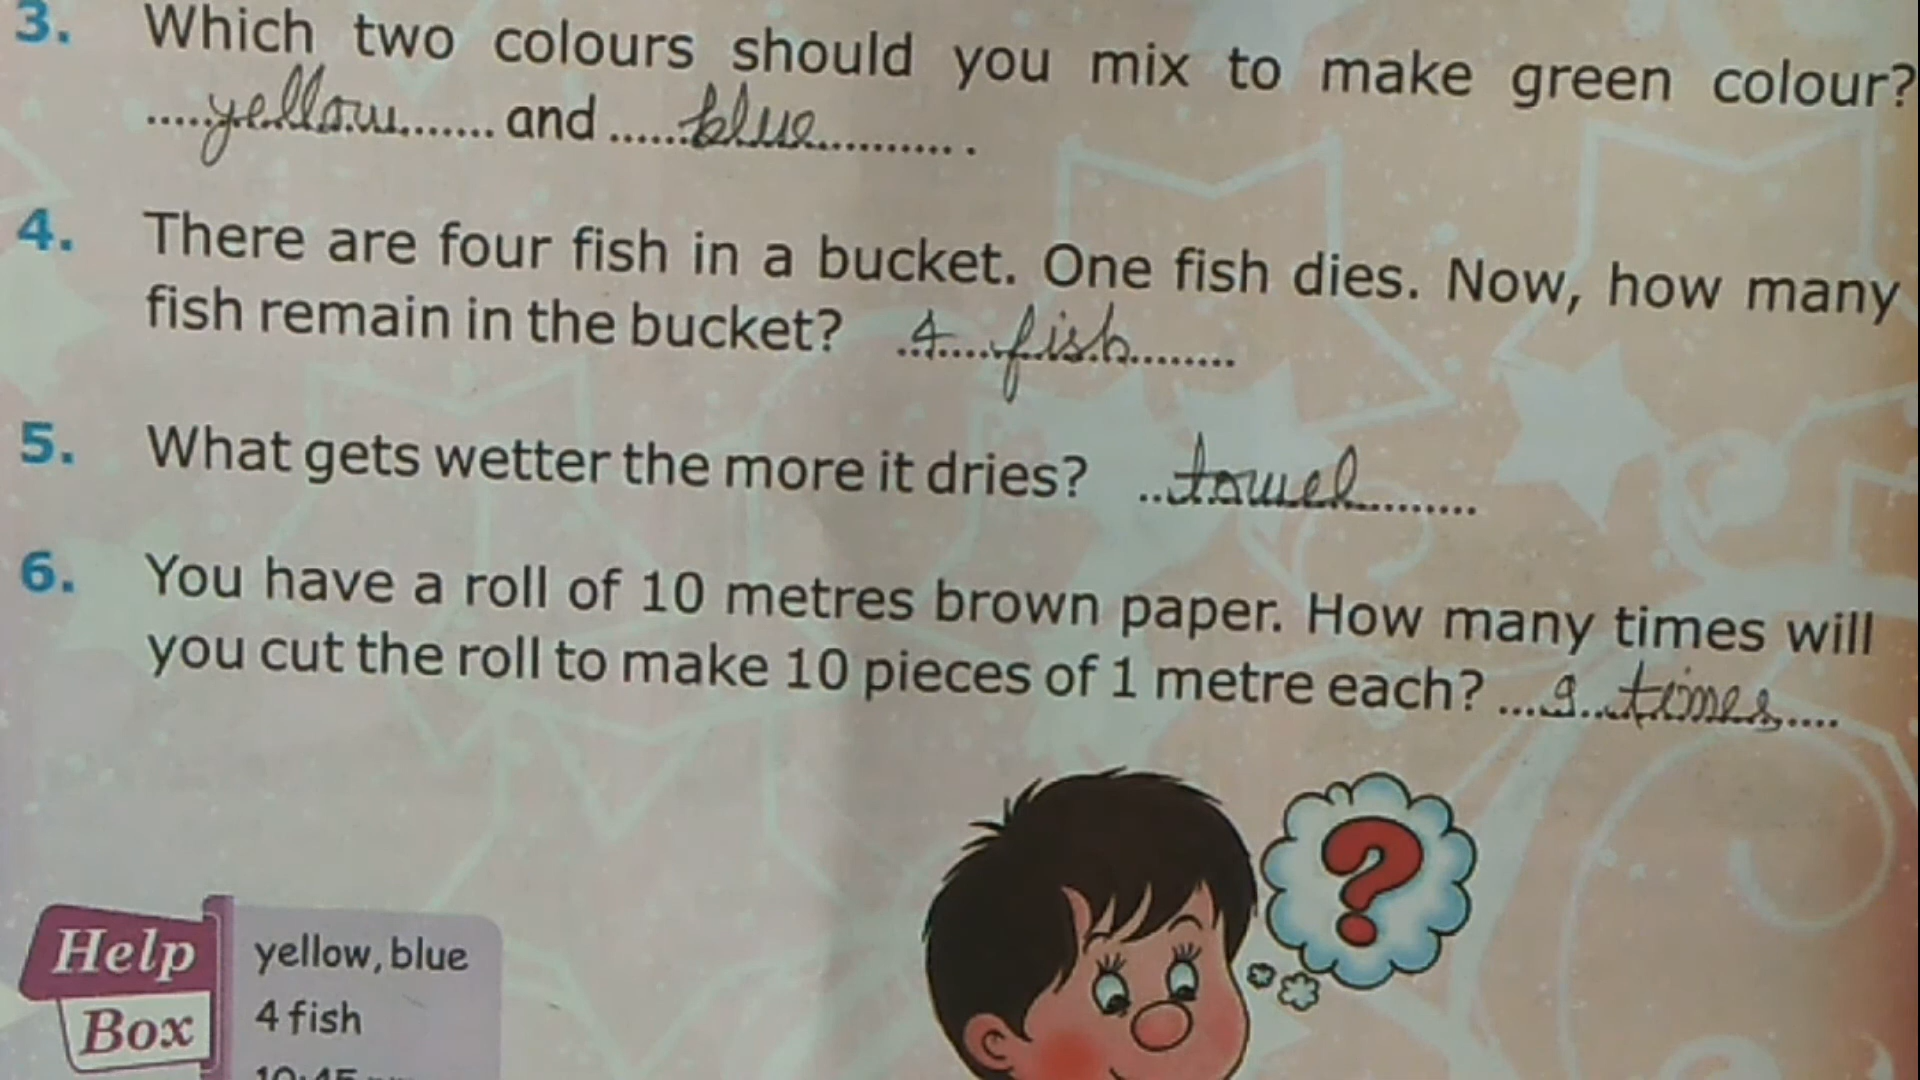 3. Which two colours should you mix to make green colour?
.....yellow....... and ......blue.............. .
4. There are four fish in a bucket. One fish dies. Now, how many
fish remain in the bucket? ..4....fish.........
5. What gets wetter the more it dries? ..towel.........
6. You have a roll of 10 metres brown paper. How many times will
you cut the roll to make 10 pieces of 1 metre each? ...9..times....
Help
Box
yellow, blue
4 fish
?